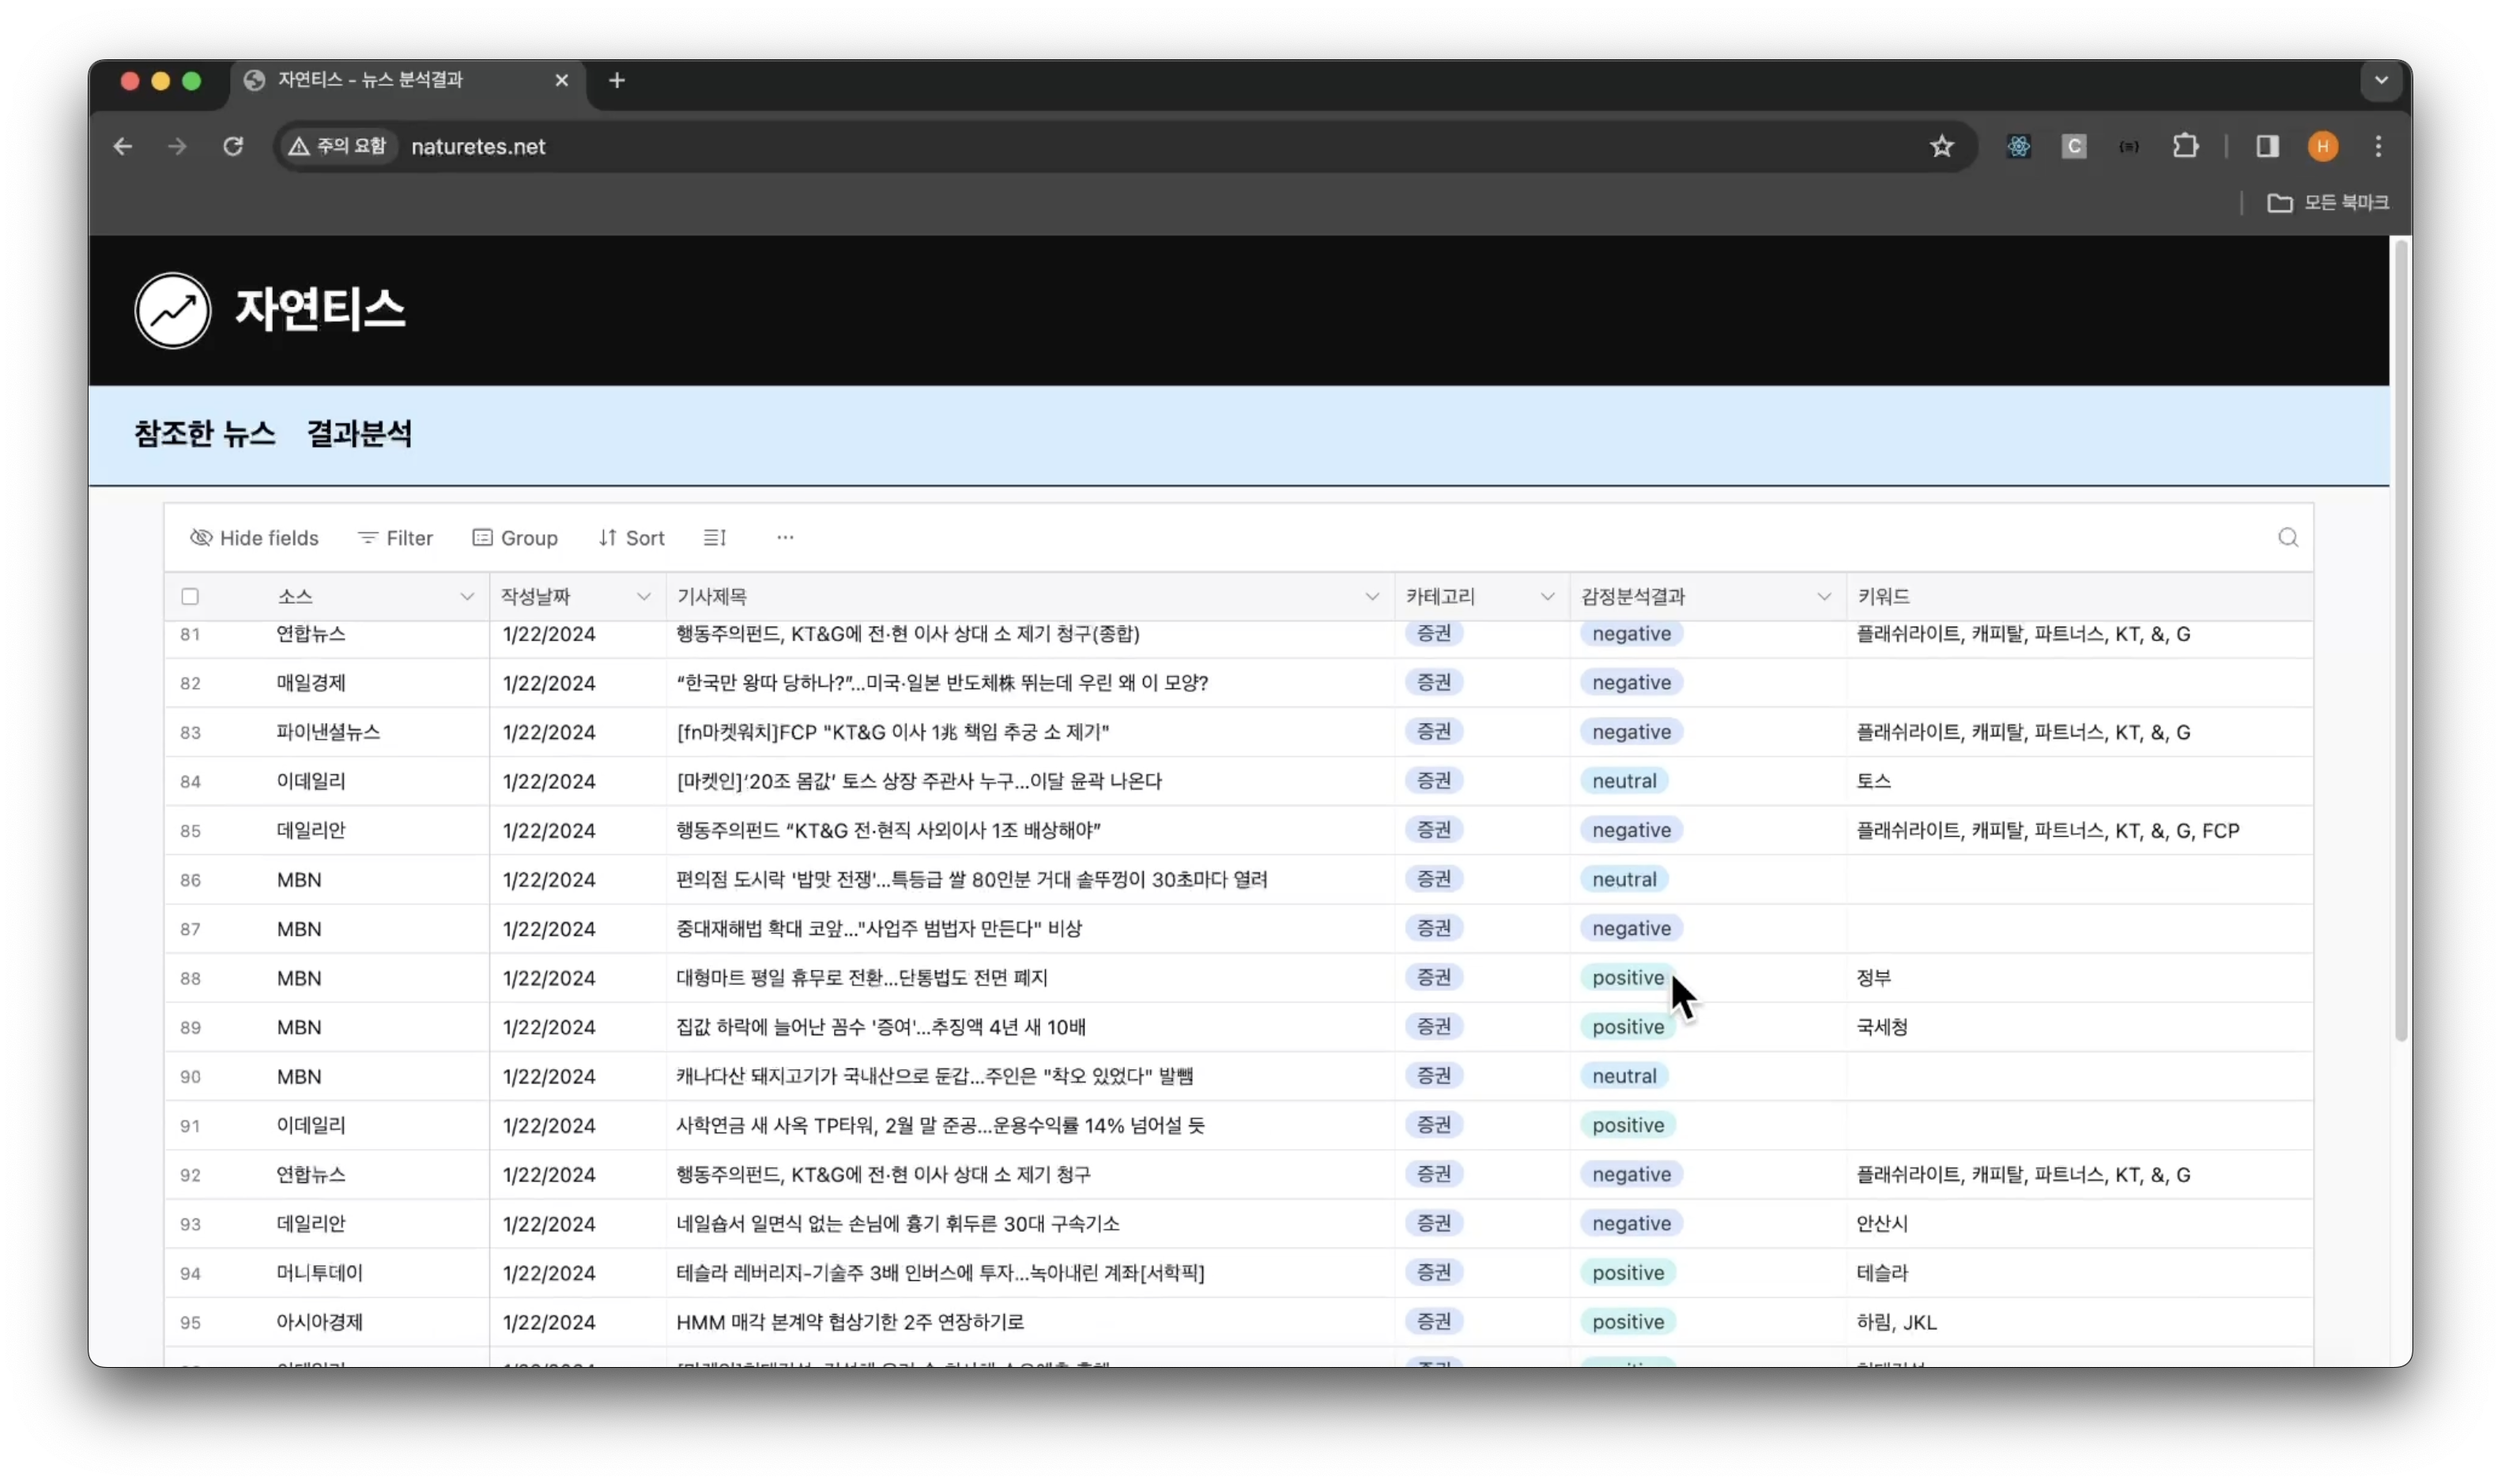 자연티스 - 뉴스 분석결과
주의 요함 naturetes.net
C H
모든 북마크
자연티스
참조한 뉴스 결과분석
Hide fields Filter Group Sort
소스 작성날짜 기사제목 카테고리 감정분석결과 키워드
81 연합뉴스 1/22/2024 행동주의펀드, KT&G에 전·현 이사 상대 소 제기 청구(종합) 증권 negative 플래쉬라이트, 캐피탈, 파트너스, KT, &, G
82 매일경제 1/22/2024 “한국만 왕따 당하나?”...미국·일본 반도체株 뛰는데 우린 왜 이 모양? 증권 negative
83 파이낸셜뉴스 1/22/2024 [fn마켓워치]FCP "KT&G 이사 1兆 책임 추궁 소 제기" 증권 negative 플래쉬라이트, 캐피탈, 파트너스, KT, &, G
84 이데일리 1/22/2024 [마켓인]‘20조 몸값’ 토스 상장 주관사 누구...이달 윤곽 나온다 증권 neutral 토스
85 데일리안 1/22/2024 행동주의펀드 “KT&G 전·현직 사외이사 1조 배상해야” 증권 negative 플래쉬라이트, 캐피탈, 파트너스, KT, &, G, FCP
86 MBN 1/22/2024 편의점 도시락 '밥맛 전쟁'...특등급 쌀 80인분 거대 솥뚜껑이 30초마다 열려 증권 neutral
87 MBN 1/22/2024 중대재해법 확대 코앞..."사업주 범법자 만든다" 비상 증권 negative
88 MBN 1/22/2024 대형마트 평일 휴무로 전환...단통법도 전면 폐지 증권 positive 정부
89 MBN 1/22/2024 집값 하락에 늘어난 꼼수 '증여'...추징액 4년 새 10배 증권 positive 국세청
90 MBN 1/22/2024 캐나다산 돼지고기가 국내산으로 둔갑...주인은 "착오 있었다" 발뺌 증권 neutral
91 이데일리 1/22/2024 사학연금 새 사옥 TP타워, 2월 말 준공...운용수익률 14% 넘어설 듯 증권 positive
92 연합뉴스 1/22/2024 행동주의펀드, KT&G에 전·현 이사 상대 소 제기 청구 증권 negative 플래쉬라이트, 캐피탈, 파트너스, KT, &, G
93 데일리안 1/22/2024 네일숍서 일면식 없는 손님에 흉기 휘두른 30대 구속기소 증권 negative 안산시
94 머니투데이 1/22/2024 테슬라 레버리지-기술주 3배 인버스에 투자...녹아내린 계좌[서학픽] 증권 positive 테슬라
95 아시아경제 1/22/2024 HMM 매각 본계약 협상기한 2주 연장하기로 증권 positive 하림, JKL